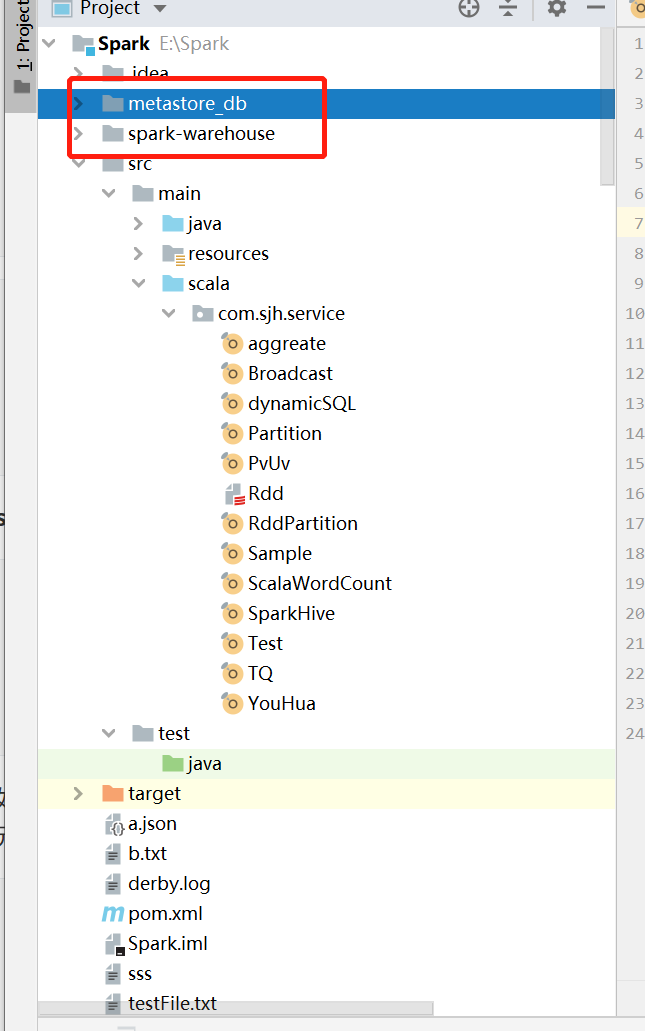 Project
1: Project
Spark E:\Spark
.idea
metastore_db
spark-warehouse
src
main
java
resources
scala
com.sjh.service
aggreate
Broadcast
dynamicSQL
Partition
PvUv
Rdd
RddPartition
Sample
ScalaWordCount
SparkHive
Test
TQ
YouHua
test
java
target
a.json
b.txt
derby.log
pom.xml
Spark.iml
sss
testFile.txt
1
2
3
4
5
6
7
8
9
10
11
12
13
14
15
16
17
18
19
20
21
22
23
24